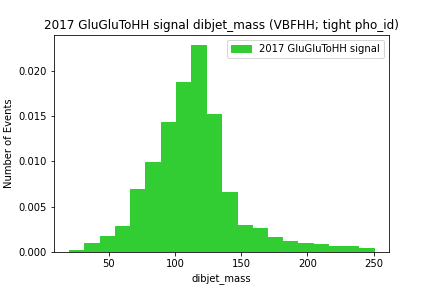 2017 GluGluToHH signal dibjet_mass (VBFHH; tight pho_id)
2017 GluGluToHH signal
Number of Events
0.020
0.015
0.010
0.005
0.000
50 100 150 200 250
dibjet_mass